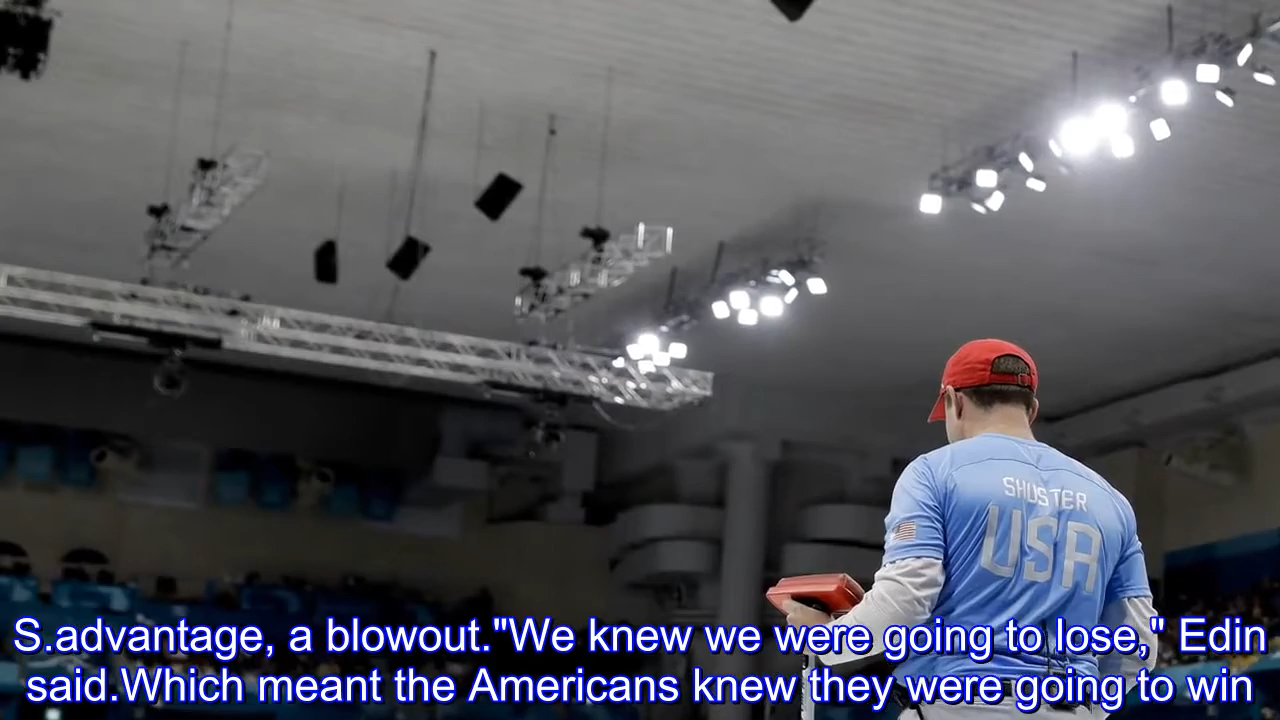 SHUSTER
USA
S.advantage, a blowout."We knew we were going to lose," Edin
said.Which meant the Americans knew they were going to win